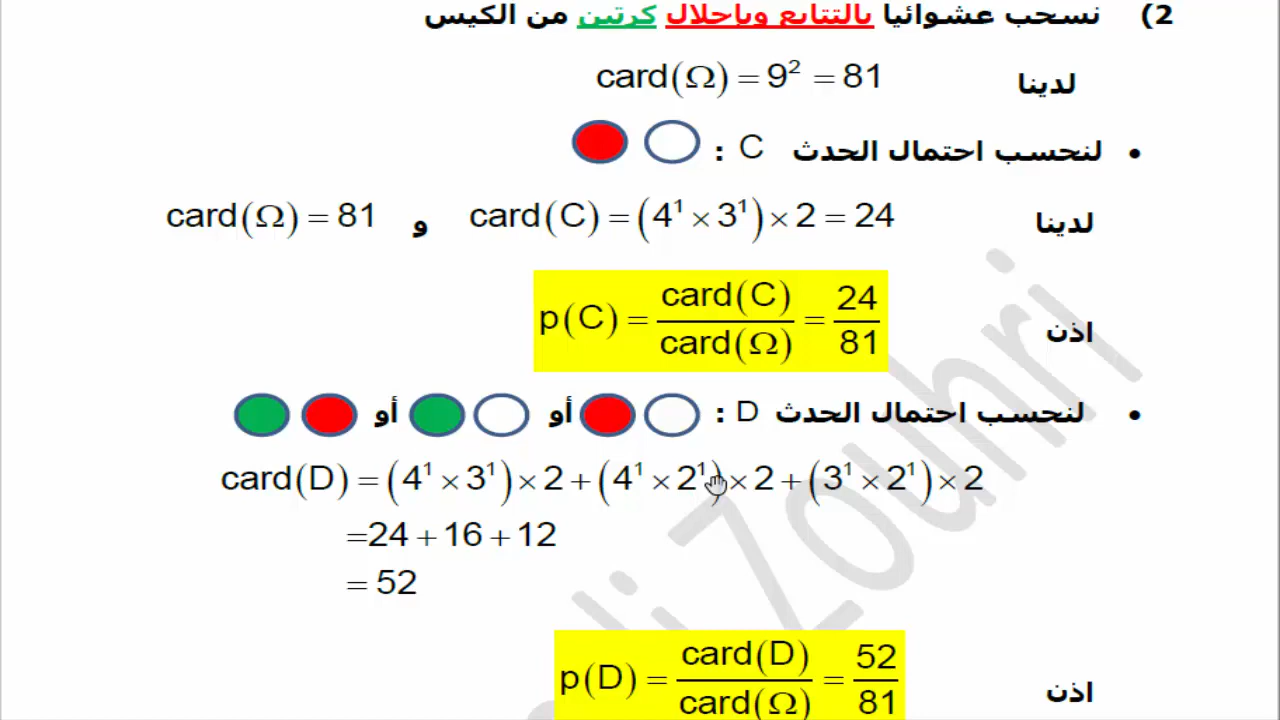 2) نسحب عشوائيا بالتتابع وبإحلال كرتين من الكيس
لدينا card(Ω) = 9² = 81
• لنحسب احتمال الحدث C :
لدينا card(C) = (4¹ × 3¹) × 2 = 24 و card(Ω) = 81
اذن p(C) = card(C) / card(Ω) = 24 / 81
• لنحسب احتمال الحدث D : أو أو
card(D) = (4¹ × 3¹) × 2 + (4¹ × 2¹) × 2 + (3¹ × 2¹) × 2
=24 + 16 + 12
= 52
اذن p(D) = card(D) / card(Ω) = 52 / 81
Zouhri